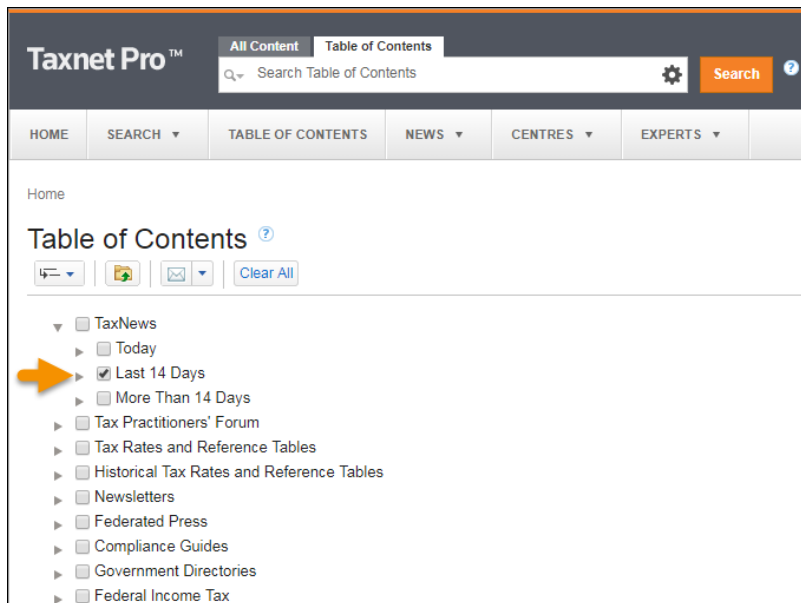 All Content Table of Contents
Taxnet Pro™
Search Table of Contents
Search
?
HOME SEARCH TABLE OF CONTENTS NEWS CENTRES EXPERTS
Home
Table of Contents ?
Clear All
TaxNews
Today
Last 14 Days
More Than 14 Days
Tax Practitioners' Forum
Tax Rates and Reference Tables
Historical Tax Rates and Reference Tables
Newsletters
Federated Press
Compliance Guides
Government Directories
Federal Income Tax